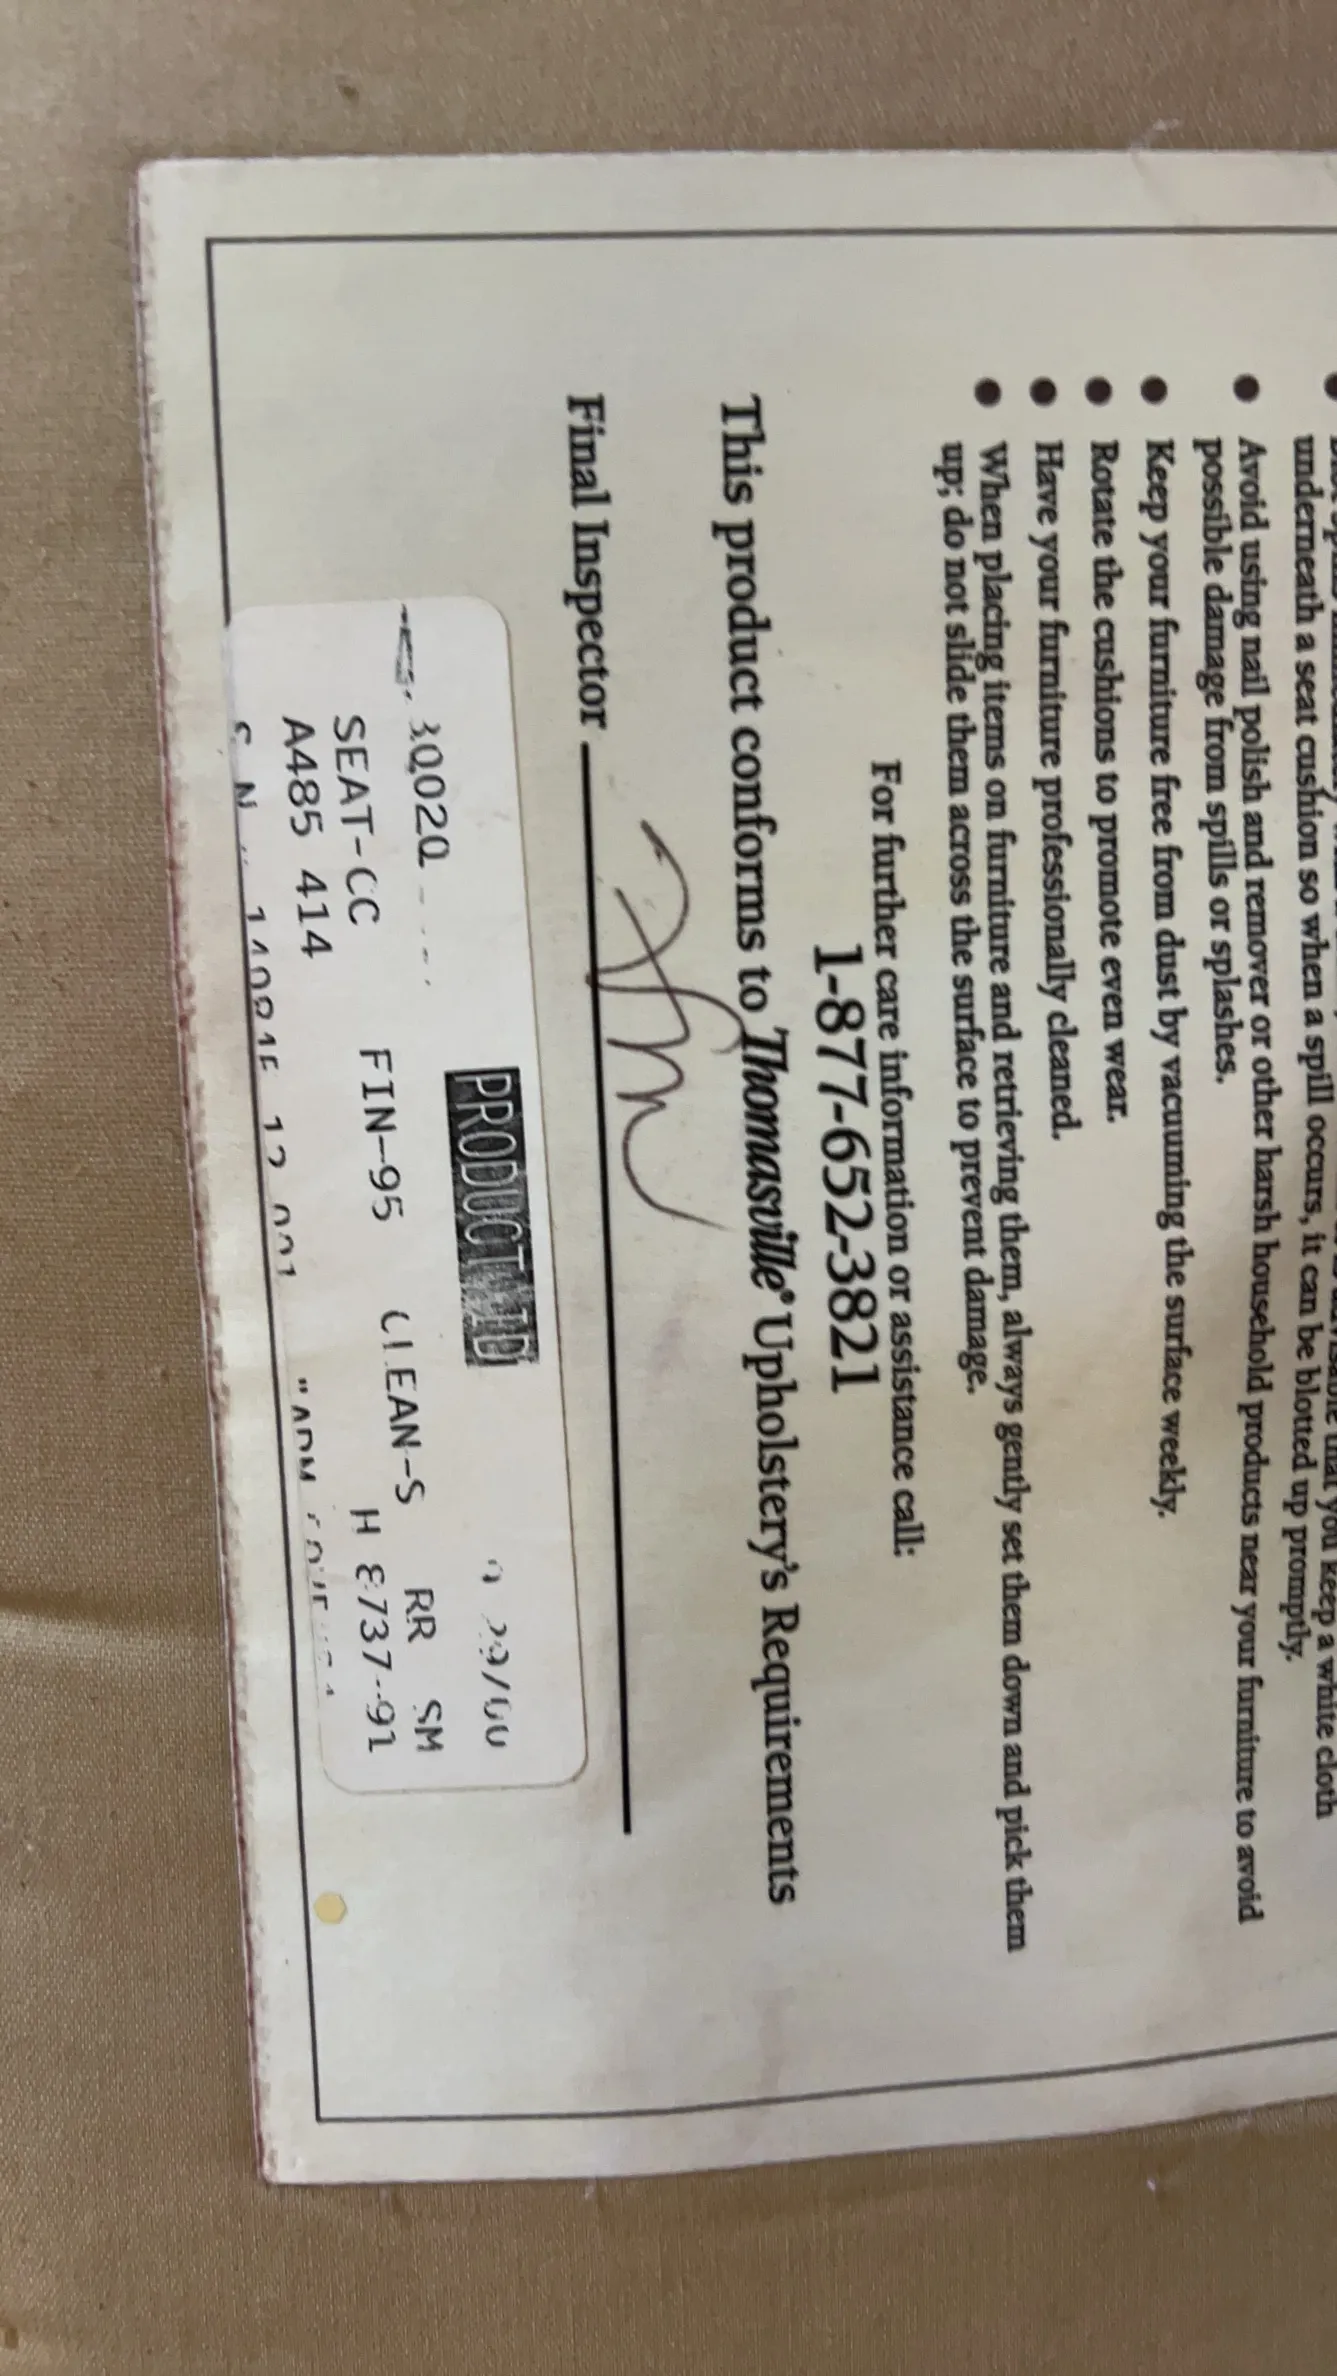 underneath a seat cushion so when a spill occurs, it can be blotted up promptly.
● Avoid using nail polish and remover or other harsh household products near your furniture to avoid
possible damage from spills or splashes.
● Keep your furniture free from dust by vacuuming the surface weekly.
● Rotate the cushions to promote even wear.
● Have your furniture professionally cleaned.
● When placing items on furniture and retrieving them, always gently set them down and pick them
up; do not slide them across the surface to prevent damage.
For further care information or assistance call:
1-877-652-3821
This product conforms to Thomasville® Upholstery's Requirements
Final Inspector
PRODUCT ID 29/00
30020
SEAT-CC FIN-95 CLEAN-S RR SM
A485 414 H 8737-91